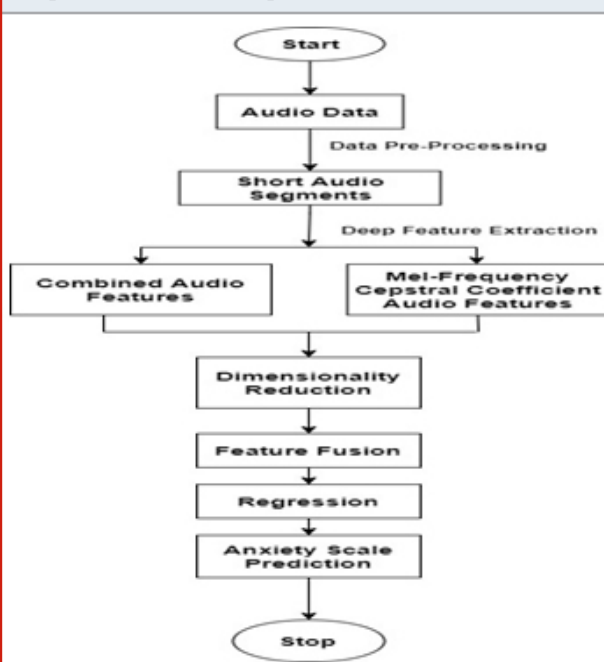 Start
Audio Data
Data Pre-Processing
Short Audio
Segments
Deep Feature Extraction
Combined Audio
Features
Mel-Frequency
Cepstral Coefficient
Audio Features
Dimensionality
Reduction
Feature Fusion
Regression
Anxiety Scale
Prediction
Stop